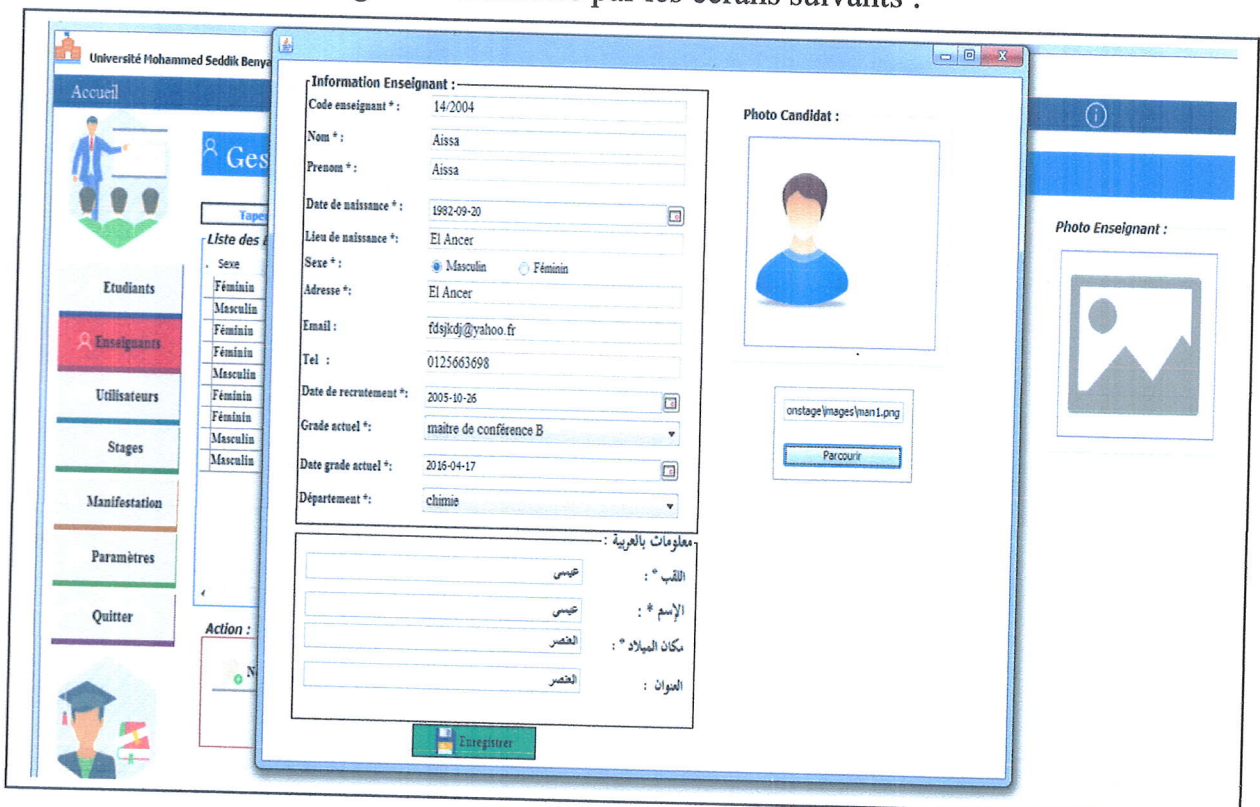 par les écrans suivants :
Université Mohammed Seddik Benya
Accueil
Ges
Tapez
Liste des E
Sexe
Féminin
Masculin
Féminin
Féminin
Masculin
Féminin
Féminin
Masculin
Masculin
Etudiants
Enseignants
Utilisateurs
Stages
Manifestation
Paramètres
Quitter
Action :
N
Information Enseignant :
Code enseignant * : 14/2004
Nom * : Aissa
Prenom * : Aissa
Date de naissance * : 1982-09-20
Lieu de naissance *: El Ancer
Sexe * : Masculin Féminin
Adresse *: El Ancer
Email : fdsjkdj@yahoo.fr
Tel : 0125663698
Date de recrutement *: 2005-10-26
Grade actuel *: maitre de conférence B
Date grade actuel *: 2016-04-17
Département *: chimie
معلومات بالعربية :
اللقب * : عيسى
الإسم * : عيسى
مكان الميلاد * : العنصر
العنوان : العنصر
Enregistrer
Photo Candidat :
onstage\images\man1.png
Parcourir
Photo Enseignant :